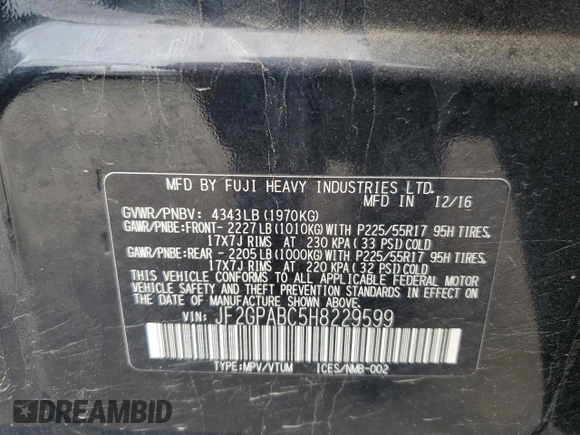 MFD BY FUJI HEAVY INDUSTRIES LTD.
MFD IN 12/16
GVWR/PNBV: 4343LB (1970KG)
GAWR/PNBE:FRONT- 2227LB (1010KG) WITH P225/55R17 95H TIRES,
17X7J RIMS AT 230 KPA ( 33 PSI) COLD
GAWR/PNBE:REAR - 2205LB (1000KG) WITH P225/55R17 95H TIRES,
17X7J RIMS AT 220 KPA ( 32 PSI) COLD
THIS VEHICLE CONFORMS TO ALL APPLICABLE FEDERAL MOTOR
VEHICLE SAFETY AND THEFT PREVENTION STANDARDS IN EFFECT
ON THE DATE OF MANUFACTURE SHOWN ABOVE.
VIN: JF2GPABC5H8229599
TYPE:MPV/VTUM ICES/NMB-002
DREAMBID